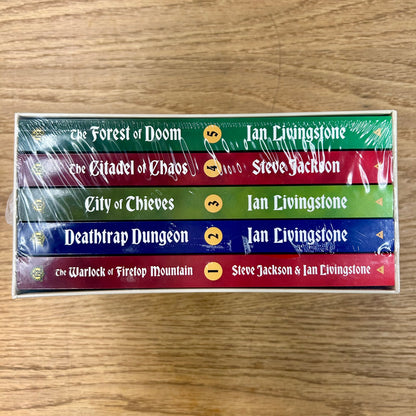 The Forest of Doom 5 Ian Livingstone
The Citadel of Chaos 4 Steve Jackson
City of Thieves 3 Ian Livingstone
Deathtrap Dungeon 2 Ian Livingstone
The Warlock of Firetop Mountain 1 Steve Jackson & Ian Livingstone